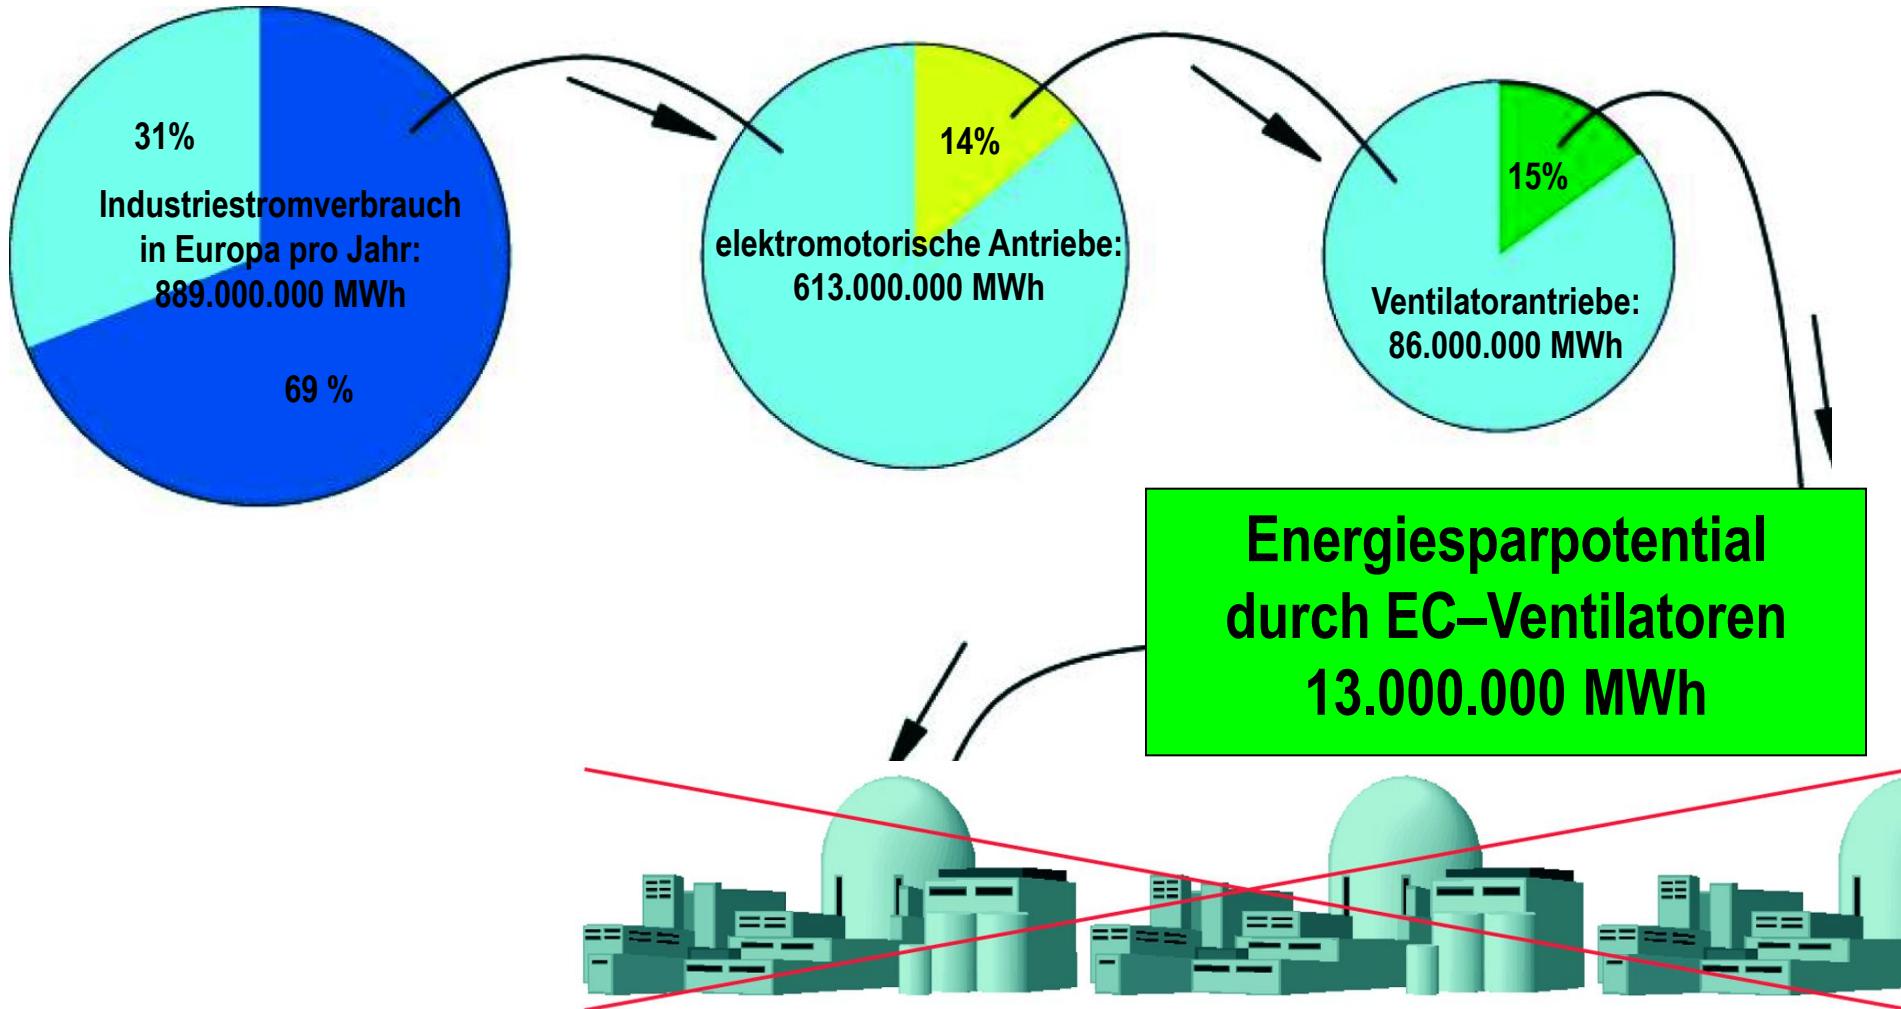 31%
Industriestromverbrauch
in Europa pro Jahr:
889.000.000 MWh
69 %
14%
elektromotorische Antriebe:
613.000.000 MWh
15%
Ventilatorantriebe:
86.000.000 MWh
Energiesparpotential
durch EC–Ventilatoren
13.000.000 MWh